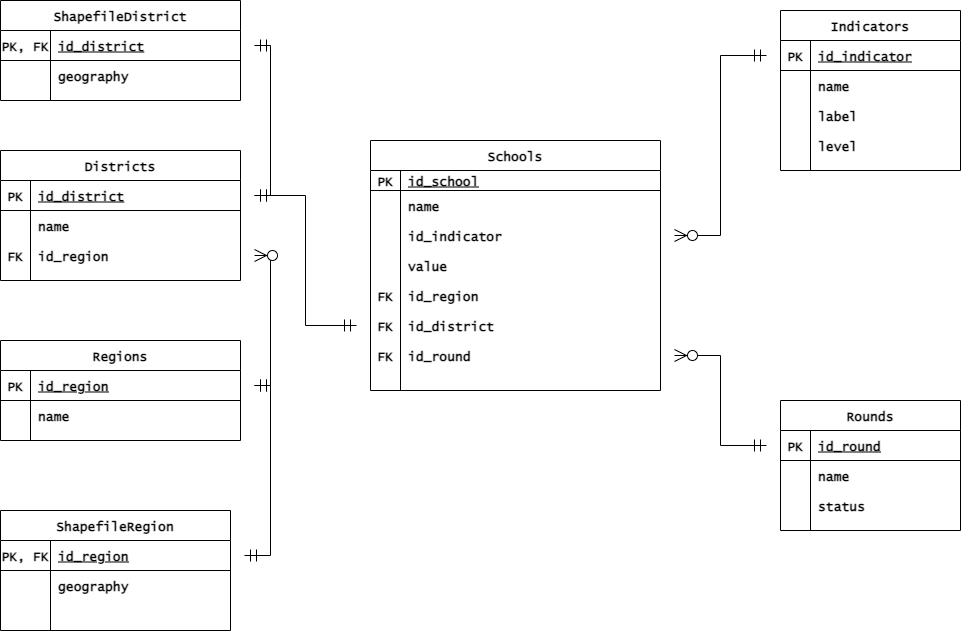 ShapefileDistrict
PK, FK id_district
geography
Districts
PK id_district
name
FK id_region
Regions
PK id_region
name
ShapefileRegion
PK, FK id_region
geography
Schools
PK id_school
name
id_indicator
value
FK id_region
FK id_district
FK id_round
Indicators
PK id_indicator
name
label
level
Rounds
PK id_round
name
status